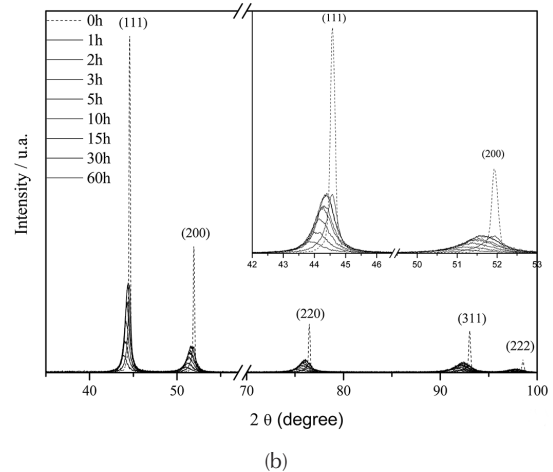 0h
1h
2h
3h
5h
10h
15h
30h
60h
(111)
(200)
(111)
(200)
42 43 44 45 46 50 51 52 53
(220)
(311)
(222)
Intensity / u.a.
40 50 70 80 90 100
2 θ (degree)
(b)